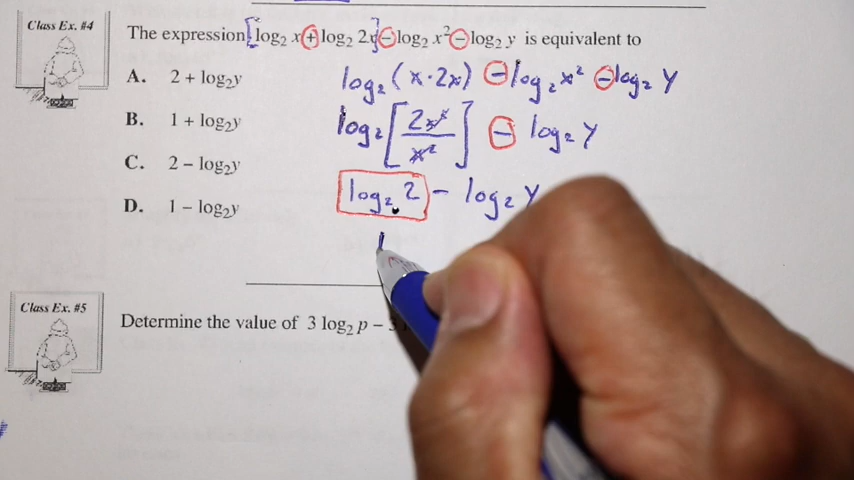 Class Ex. #4
The expression [log₂ x + log₂ 2x] − log₂ x² − log₂ y is equivalent to
A. 2 + log₂y
B. 1 + log₂y
C. 2 − log₂y
D. 1 − log₂y
log₂ (x · 2x) − log₂ x² − log₂ y
log₂ [2x²/x²] − log₂ y
log₂ 2 − log₂ y
Class Ex. #5
Determine the value of 3 log₂ p −